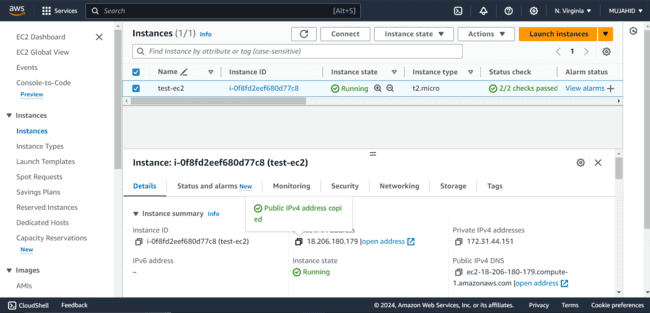 aws
Services
Search
[Alt+S]
N. Virginia
MUJAHID
EC2 Dashboard
EC2 Global View
Events
Console-to-Code
Preview
Instances
Instances
Instance Types
Launch Templates
Spot Requests
Savings Plans
Reserved Instances
Dedicated Hosts
Capacity Reservations
New
Images
AMIs
Instances (1/1) Info
Connect
Instance state
Actions
Launch instances
Find Instance by attribute or tag (case-sensitive)
1
Name
Instance ID
Instance state
Instance type
Status check
Alarm status
test-ec2
i-0f8fd2eef680d77c8
Running
t2.micro
2/2 checks passed
View alarms
Instance: i-0f8fd2eef680d77c8 (test-ec2)
Details
Status and alarms New
Monitoring
Security
Networking
Storage
Tags
Public IPv4 address copi
ed
Instance summary Info
Instance ID
i-0f8fd2eef680d77c8 (test-ec2)
18.206.180.179 |open address
Private IPv4 addresses
172.31.44.151
IPv6 address
–
Instance state
Running
Public IPv4 DNS
ec2-18-206-180-179.compute-
1.amazonaws.com |open address
CloudShell
Feedback
© 2024, Amazon Web Services, Inc. or its affiliates.
Privacy
Terms
Cookie preferences